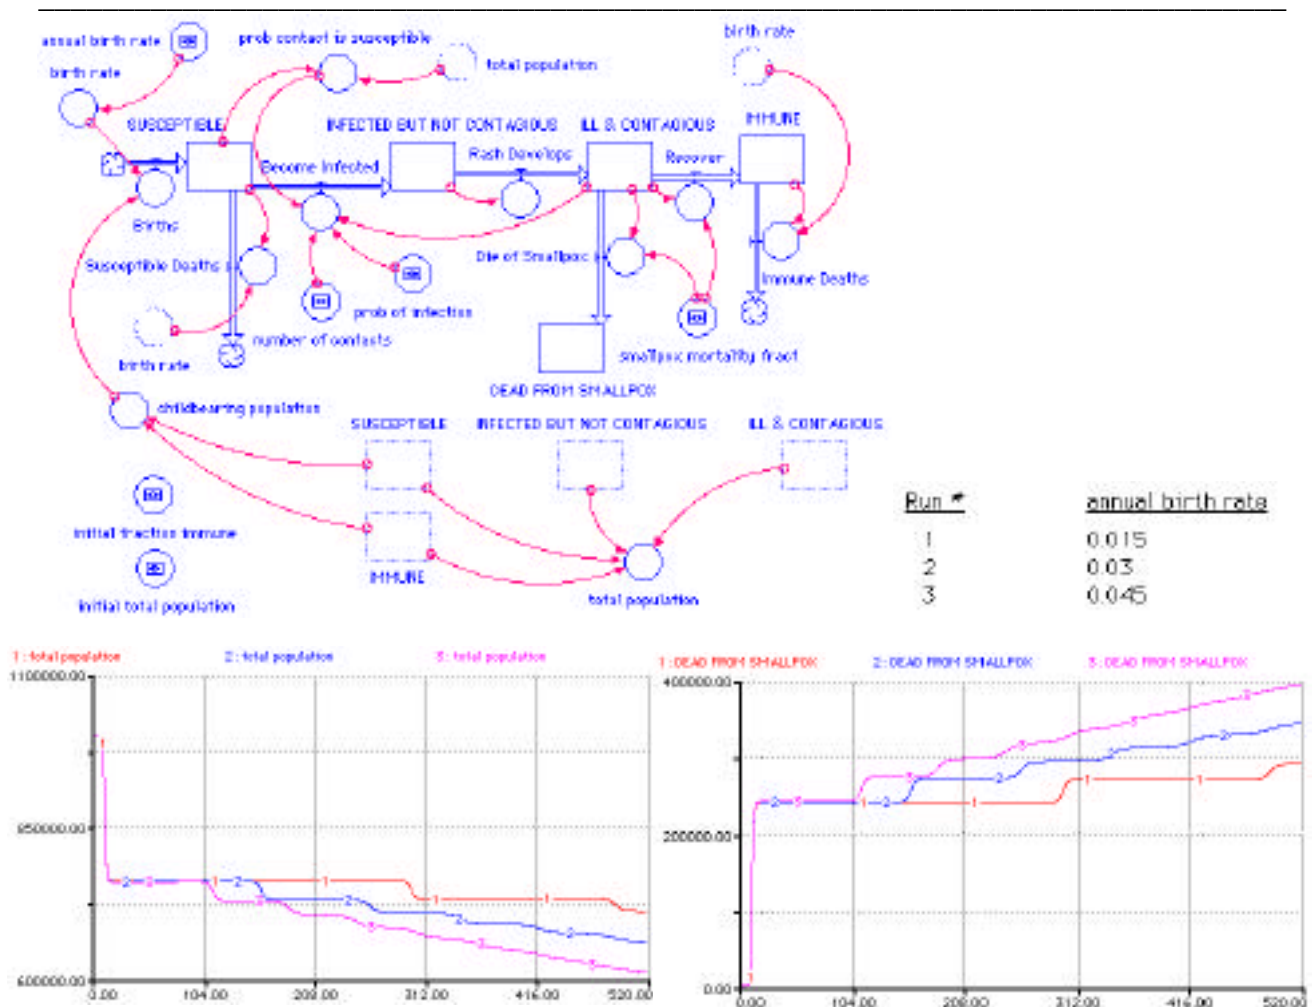 annual birth rate
prob contact is susceptible
birth rate
birth rate
total population
SUSCEPTIBLE
INFECTED BUT NOT CONTAGIOUS
ILL & CONTAGIOUS
IMMUNE
Become Infected
Rash Develops
Recover
Births
Susceptible Deaths
Die of Smallpox
Immune Deaths
prob of infection
number of contacts
birth rate
smallpox mortality fract
DEAD FROM SMALLPOX
childbearing population
SUSCEPTIBLE
INFECTED BUT NOT CONTAGIOUS
ILL & CONTAGIOUS
initial fraction immune
IMMUNE
total population
initial total population
Run # annual birth rate
1 0.015
2 0.03
3 0.045
1: total population 2: total population 3: total population
1100000.00
850000.00
600000.00
0.00 104.00 208.00 312.00 416.00 520.00
1: DEAD FROM SMALLPOX 2: DEAD FROM SMALLPOX 3: DEAD FROM SMALLPOX
400000.00
200000.00
0.00
0.00 104.00 208.00 312.00 416.00 520.00